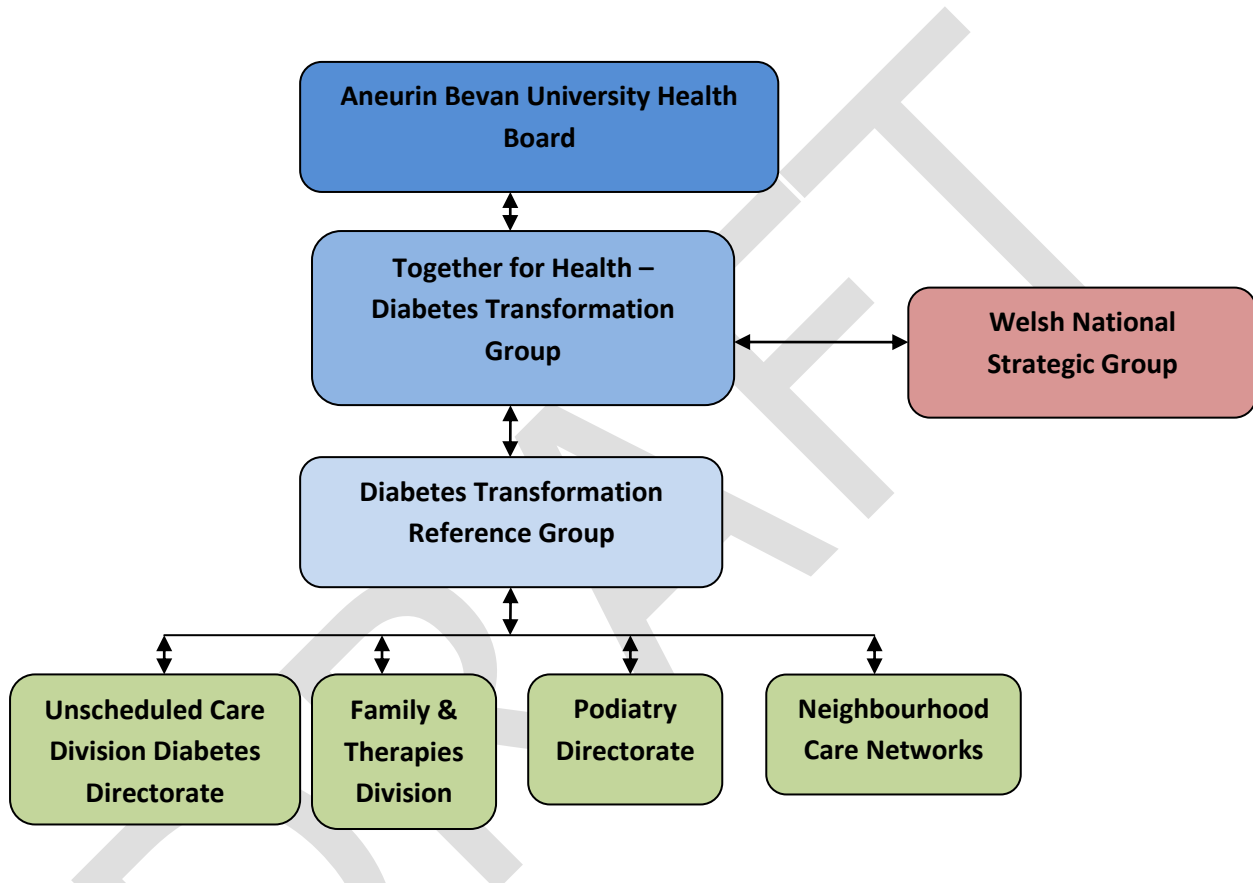 Aneurin Bevan University Health
Board
Together for Health –
Diabetes Transformation
Group
Welsh National
Strategic Group
Diabetes Transformation
Reference Group
Unscheduled Care
Division Diabetes
Directorate
Family &
Therapies
Division
Podiatry
Directorate
Neighbourhood
Care Networks
DRAFT